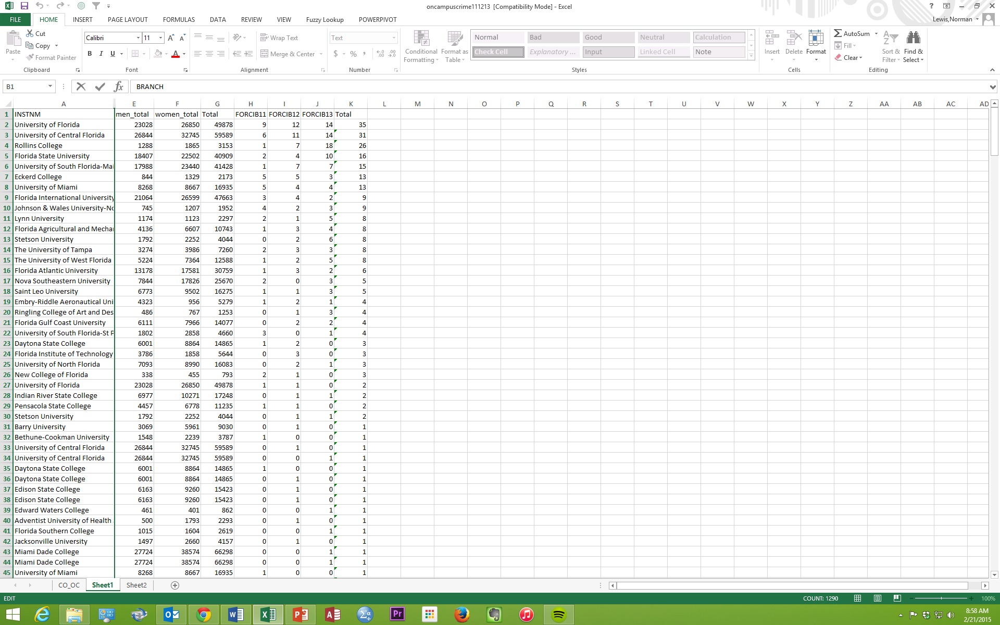 oncampuscrime111213 [Compatibility Mode] - Excel
FILE HOME INSERT PAGE LAYOUT FORMULAS DATA REVIEW VIEW Fuzzy Lookup POWERPIVOT Lewis,Norman
Paste Cut Copy Format Painter Clipboard
Calibri 11 B I U A Font
Wrap Text Merge & Center Alignment
Text $ % , Number
Conditional Formatting Format as Table
Normal Bad Good Neutral Calculation
Check Cell Explanatory ... Input Linked Cell Note
Styles
Insert Delete Format Cells
AutoSum Fill Clear Sort & Filter Find & Select Editing
B1 fx BRANCH
A E F G H I J K L M N O P Q R S T U V W X Y Z AA AB AC AD
1 INSTNM men_total women_total Total FORCIB11 FORCIB12 FORCIB13 Total
2 University of Florida 23028 26850 49878 9 12 14 35
3 University of Central Florida 26844 32745 59589 6 11 14 31
4 Rollins College 1288 1865 3153 1 7 18 26
5 Florida State University 18407 22502 40909 2 4 10 16
6 University of South Florida-Mai 17988 23440 41428 1 7 7 15
7 Eckerd College 844 1329 2173 5 5 3 13
8 University of Miami 8268 8667 16935 5 4 4 13
9 Florida International University 21064 26599 47663 3 4 2 9
10 Johnson & Wales University-No 745 1207 1952 4 2 3 9
11 Lynn University 1174 1123 2297 2 1 5 8
12 Florida Agricultural and Mechan 4136 6607 10743 1 3 4 8
13 Stetson University 1792 2252 4044 0 2 6 8
14 The University of Tampa 3274 3986 7260 2 3 3 8
15 The University of West Florida 5224 7364 12588 1 2 5 8
16 Florida Atlantic University 13178 17581 30759 1 3 2 6
17 Nova Southeastern University 7844 17826 25670 2 0 3 5
18 Saint Leo University 6773 9502 16275 1 1 3 5
19 Embry-Riddle Aeronautical Uni 4323 956 5279 1 2 1 4
20 Ringling College of Art and Des 486 767 1253 0 1 3 4
21 Florida Gulf Coast University 6111 7966 14077 0 2 2 4
22 University of South Florida-St P 1802 2858 4660 3 0 1 4
23 Daytona State College 6001 8864 14865 1 2 0 3
24 Florida Institute of Technology 3786 1858 5644 0 3 0 3
25 University of North Florida 7093 8990 16083 0 2 1 3
26 New College of Florida 338 455 793 2 1 0 3
27 University of Florida 23028 26850 49878 1 1 0 2
28 Indian River State College 6977 10271 17248 0 1 1 2
29 Pensacola State College 4457 6778 11235 1 1 0 2
30 Stetson University 1792 2252 4044 0 1 1 2
31 Barry University 3069 5961 9030 0 1 0 1
32 Bethune-Cookman University 1548 2239 3787 1 0 0 1
33 University of Central Florida 26844 32745 59589 0 1 0 1
34 University of Central Florida 26844 32745 59589 0 0 1 1
35 Daytona State College 6001 8864 14865 1 0 0 1
36 Daytona State College 6001 8864 14865 0 1 0 1
37 Edison State College 6163 9260 15423 0 1 0 1
38 Edison State College 6163 9260 15423 0 1 0 1
39 Edward Waters College 461 401 862 0 0 1 1
40 Adventist University of Health 500 1793 2293 0 1 0 1
41 Florida Southern College 1015 1604 2619 0 0 1 1
42 Jacksonville University 1497 2660 4157 0 1 0 1
43 Miami Dade College 27724 38574 66298 0 0 1 1
44 Miami Dade College 27724 38574 66298 0 0 1 1
45 University of Miami 8268 8667 16935 1 0 0 1
CO_OC Sheet1 Sheet2
EDIT COUNT: 1290 100%
8:58 AM
2/21/2015